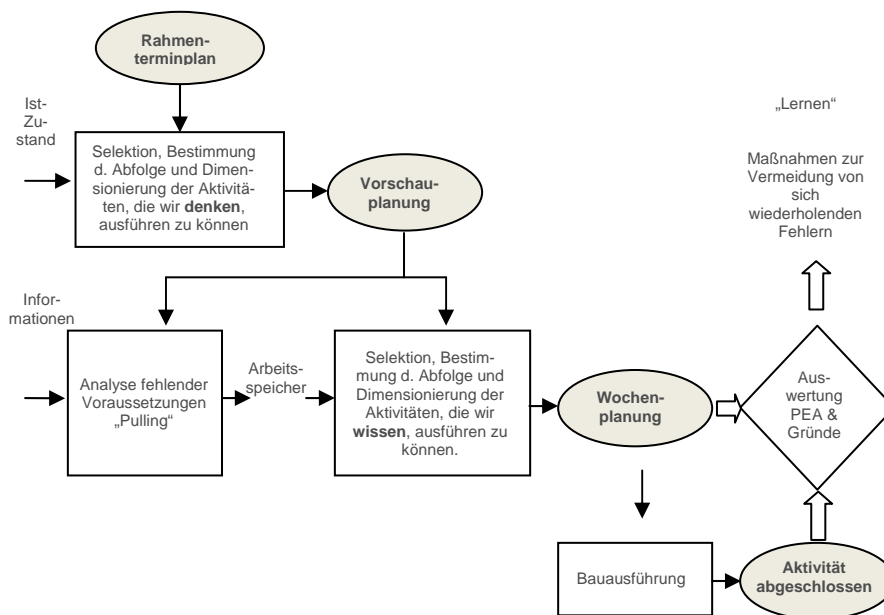 Rahmen-
terminplan
Ist-
Zu-
stand
Selektion, Bestimmung
d. Abfolge und Dimen-
sionierung der Aktivitä-
ten, die wir denken,
ausführen zu können
Vorschau-
planung
„Lernen“
Maßnahmen zur
Vermeidung von
sich
wiederholenden
Fehlern
Infor-
mationen
Analyse fehlender
Voraussetzungen
„Pulling“
Arbeits-
speicher
Selektion, Bestim-
mung d. Abfolge und
Dimensionierung der
Aktivitäten, die wir
wissen, ausführen zu
können.
Wochen-
planung
Aus-
wertung
PEA &
Gründe
Bauausführung
Aktivität
abgeschlossen